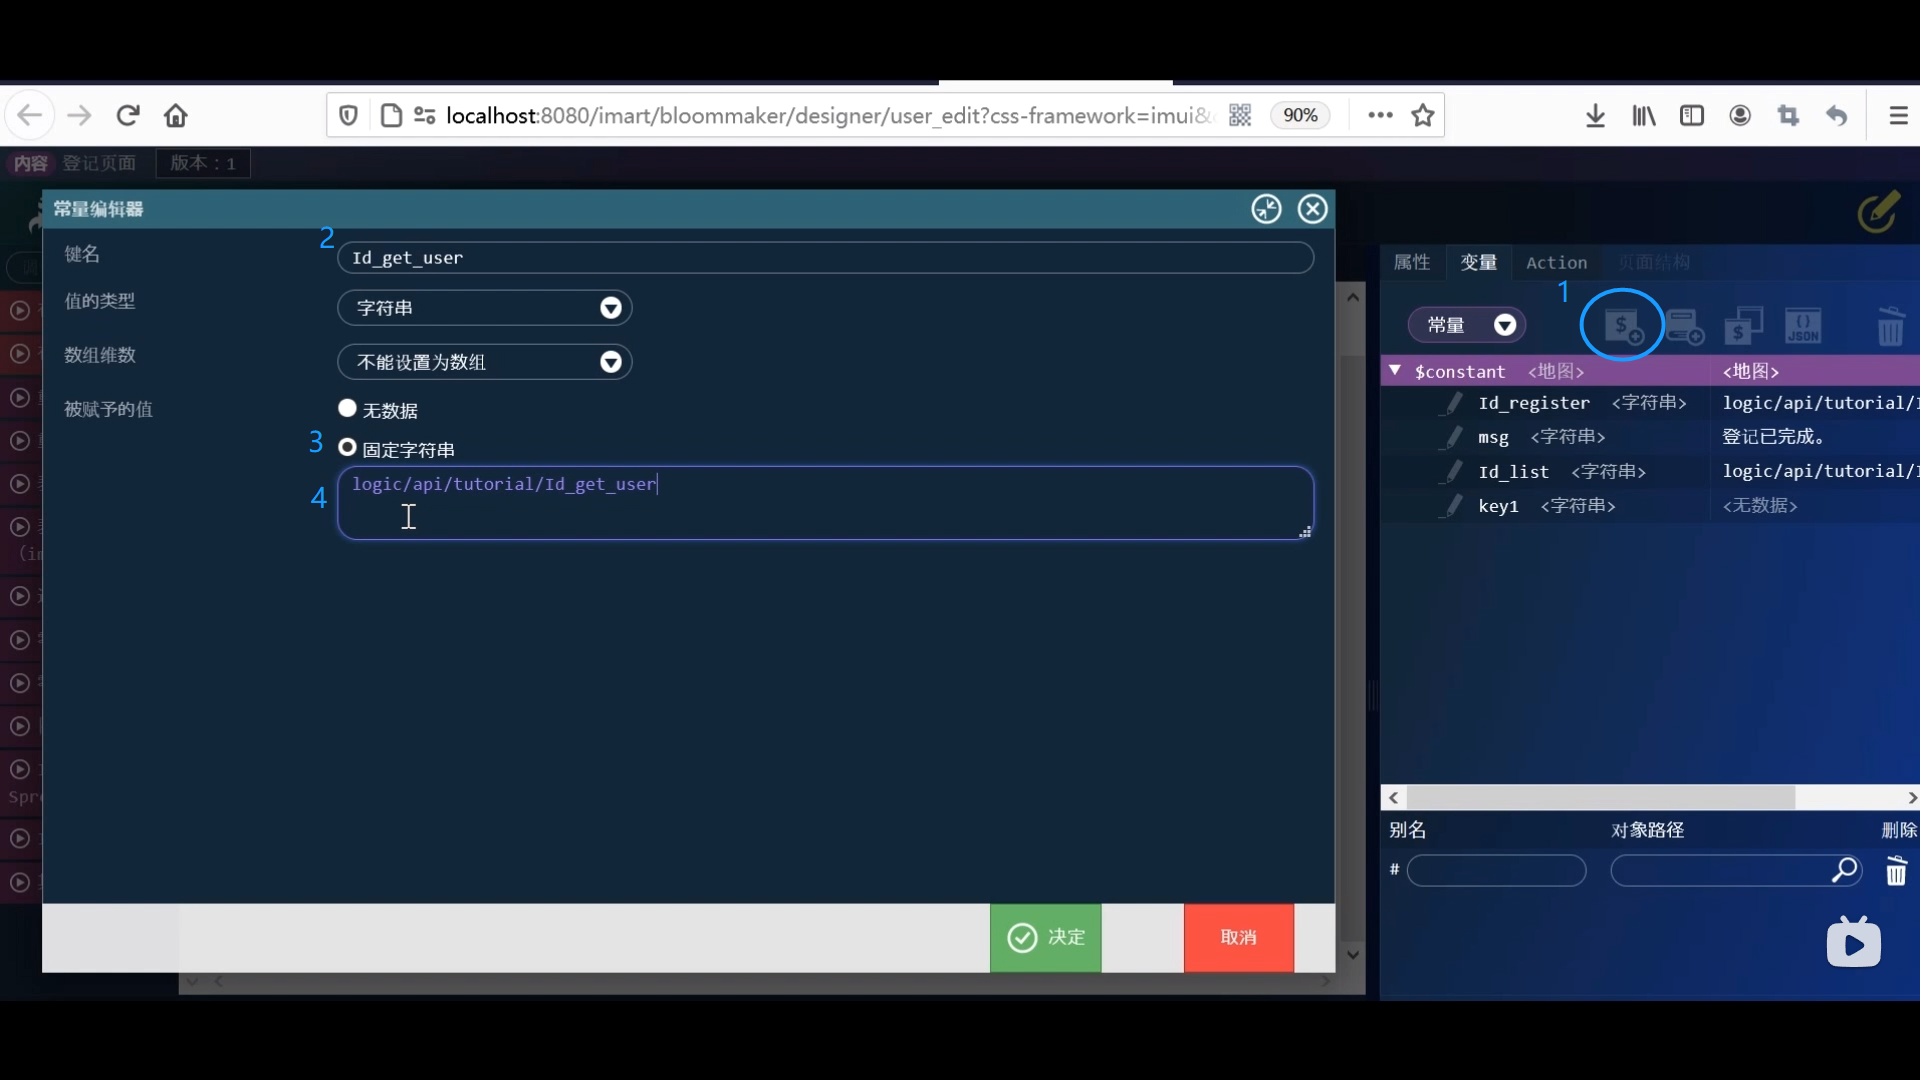 localhost:8080/imart/bloommaker/designer/user_edit?css-framework=imui&
90%
内容 登记页面 版本：1
常量编辑器
键名 2 Id_get_user
值的类型 字符串
数组维数 不能设置为数组
被赋予的值 无数据
3 固定字符串
4 logic/api/tutorial/Id_get_user
决定 取消
属性 变量 Action 页面结构
1
常量 $ $ {} JSON
$constant <地图> <地图>
Id_register <字符串> logic/api/tutorial/I
msg <字符串> 登记已完成。
Id_list <字符串> logic/api/tutorial/I
key1 <字符串> <无数据>
别名 对象路径 删除
#
(im
Spr